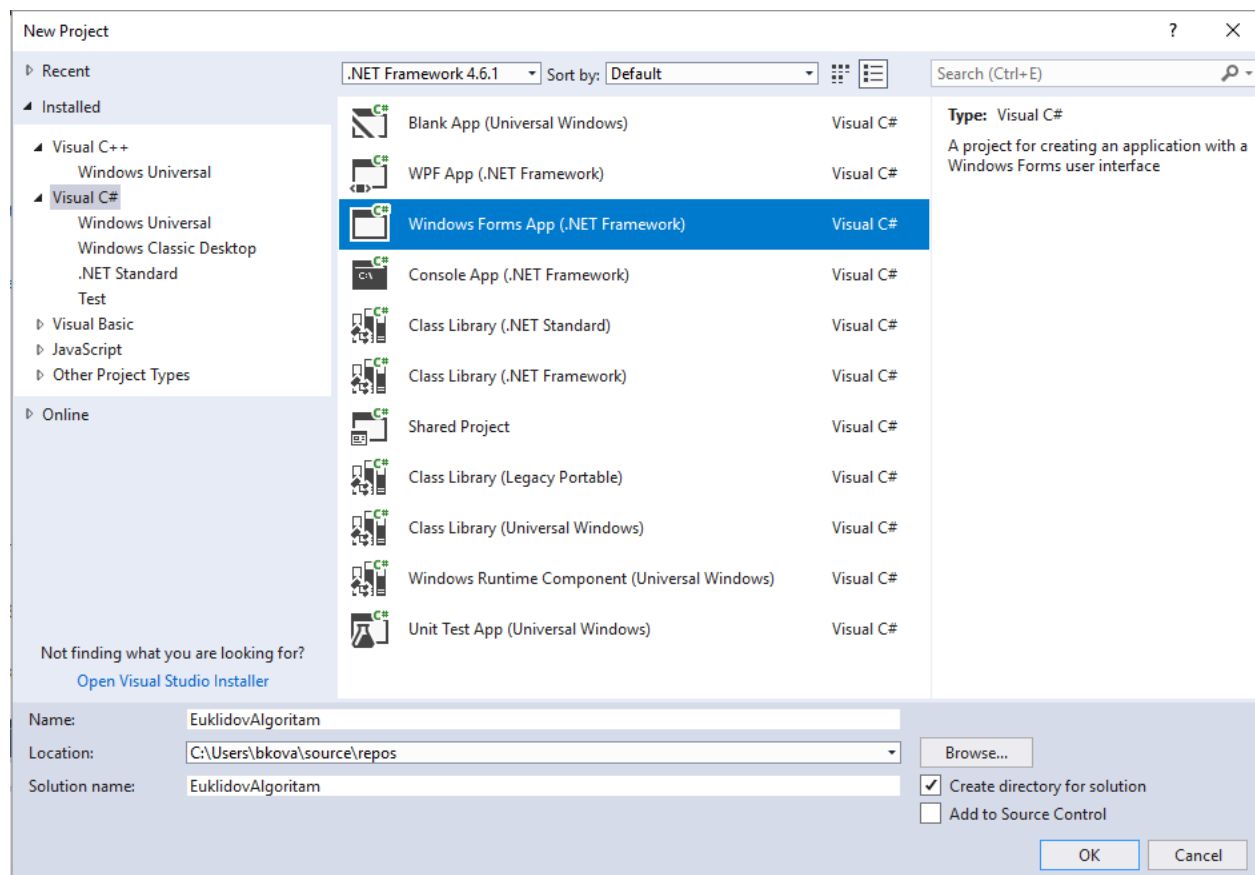 New Project
?
Recent
.NET Framework 4.6.1 Sort by: Default
Search (Ctrl+E)
Installed
Visual C++
Windows Universal
Visual C#
Windows Universal
Windows Classic Desktop
.NET Standard
Test
Visual Basic
JavaScript
Other Project Types
Online
Not finding what you are looking for?
Open Visual Studio Installer
Blank App (Universal Windows) Visual C#
WPF App (.NET Framework) Visual C#
Windows Forms App (.NET Framework) Visual C#
Console App (.NET Framework) Visual C#
Class Library (.NET Standard) Visual C#
Class Library (.NET Framework) Visual C#
Shared Project Visual C#
Class Library (Legacy Portable) Visual C#
Class Library (Universal Windows) Visual C#
Windows Runtime Component (Universal Windows) Visual C#
Unit Test App (Universal Windows) Visual C#
Type: Visual C#
A project for creating an application with a
Windows Forms user interface
Name: EuklidovAlgoritam
Location: C:\Users\bkova\source\repos
Browse...
Solution name: EuklidovAlgoritam
Create directory for solution
Add to Source Control
OK Cancel